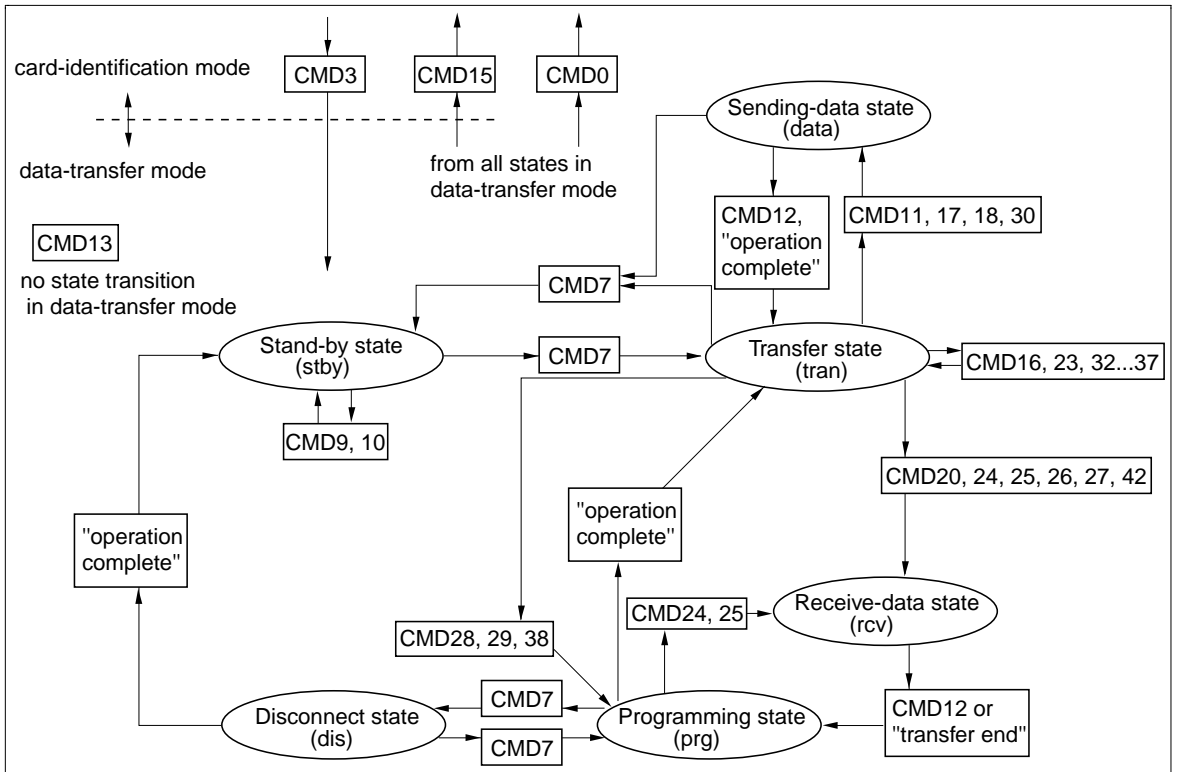 card-identification mode
CMD3
CMD15
CMD0
Sending-data state
(data)
data-transfer mode
from all states in
data-transfer mode
CMD13
no state transition
in data-transfer mode
CMD12,
"operation
complete"
CMD11, 17, 18, 30
CMD7
Stand-by state
(stby)
CMD7
Transfer state
(tran)
CMD16, 23, 32...37
CMD9, 10
CMD20, 24, 25, 26, 27, 42
"operation
complete"
"operation
complete"
Receive-data state
(rcv)
CMD24, 25
CMD28, 29, 38
CMD7
Disconnect state
(dis)
Programming state
(prg)
CMD12 or
"transfer end"
CMD7